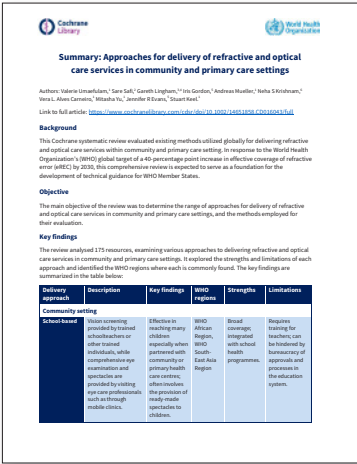 Cochrane
Library
World Health
Organization
Summary: Approaches for delivery of refractive and optical
care services in community and primary care settings
Authors: Valerie Umaefulam,¹ Sare Safi,² Gareth Lingham,³,⁴ Iris Gordon,⁵ Andreas Mueller,⁶ Neha S Krishnam,⁶
Vera L. Alves Carneiro,⁷ Mitasha Yu,⁷ Jennifer R Evans,⁵ Stuart Keel.⁷
Link to full article: https://www.cochranelibrary.com/cdsr/doi/10.1002/14651858.CD016043/full
Background
This Cochrane systematic review evaluated existing methods utilized globally for delivering refractive
and optical services within community and primary care setting. In response to the World Health
Organization's (WHO) global target of a 40-percentage point increase in effective coverage of refractive
error (eREC) by 2030, this comprehensive review is expected to serve as a foundation for the
development of technical guidance for WHO Member States.
Objective
The main objective of the review was to determine the range of approaches for delivery of refractive
and optical care services in community and primary care settings, and the methods employed for
their evaluation.
Key findings
The review analysed 175 resources, examining various approaches to delivering refractive and optical
care services in community and primary care settings. It explored the strengths and limitations of each
approach and identified the WHO regions where each is commonly found. The key findings are
summarized in the table below:
Delivery approach Description Key findings WHO regions Strengths Limitations
Community setting
School-based
Vision screening
provided by trained
schoolteachers or
other trained
individuals, while
comprehensive eye
examination and
spectacles are
provided by visiting
eye care professionals
such as through
mobile clinics.
Effective in
reaching many
children
especially when
partnered with
community or
primary health
care centres;
often involves
the provision of
ready-made
spectacles to
children.
WHO
African
Region,
WHO
South-
East Asia
Region
Broad
coverage;
integrated
with school
health
programmes.
Requires
training for
teachers; can
be hindered by
bureaucracy of
approvals and
processes in
the education
system.